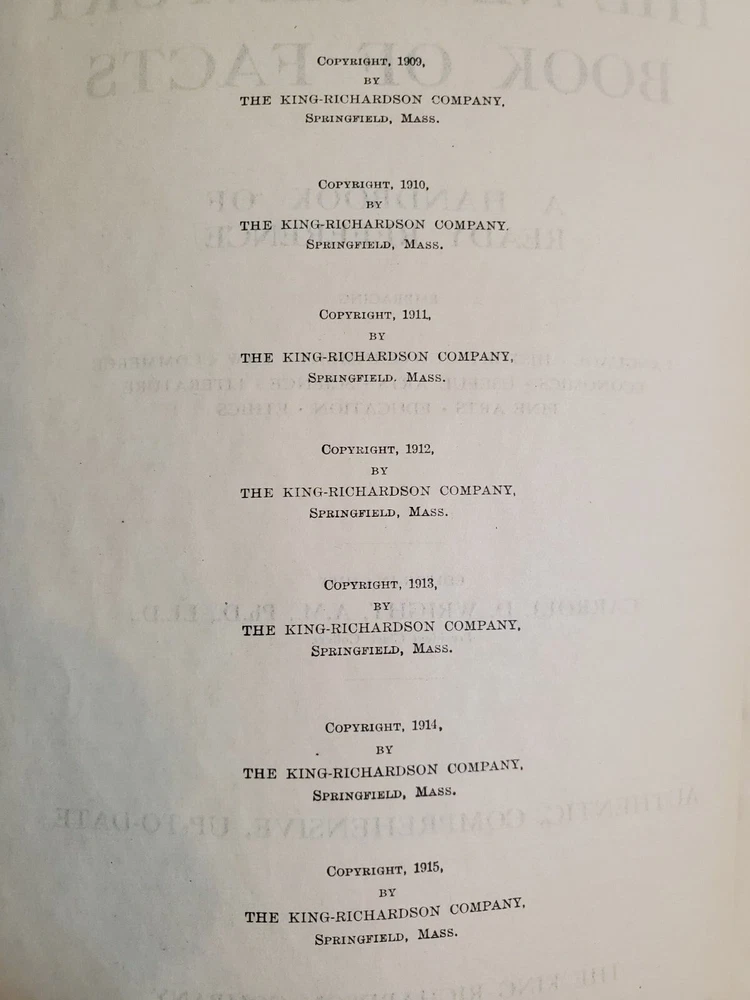 COPYRIGHT, 1909,
BY
THE KING-RICHARDSON COMPANY,
SPRINGFIELD, MASS.
COPYRIGHT, 1910,
BY
THE KING-RICHARDSON COMPANY.
SPRINGFIELD, MASS.
COPYRIGHT, 1911,
BY
THE KING-RICHARDSON COMPANY,
SPRINGFIELD. MASS.
COPYRIGHT, 1912,
BY
THE KING-RICHARDSON COMPANY,
SPRINGFIELD, MASS.
COPYRIGHT, 1913,
BY
THE KING-RICHARDSON COMPANY,
SPRINGFIELD, MASS.
COPYRIGHT, 1914,
BY
THE KING-RICHARDSON COMPANY,
SPRINGFIELD, MASS.
COPYRIGHT, 1915,
BY
THE KING-RICHARDSON COMPANY,
SPRINGFIELD, MASS.